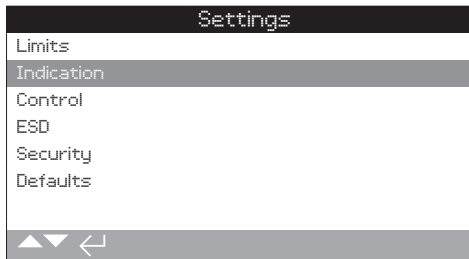 Settings
Limits
Indication
Control
ESD
Security
Defaults